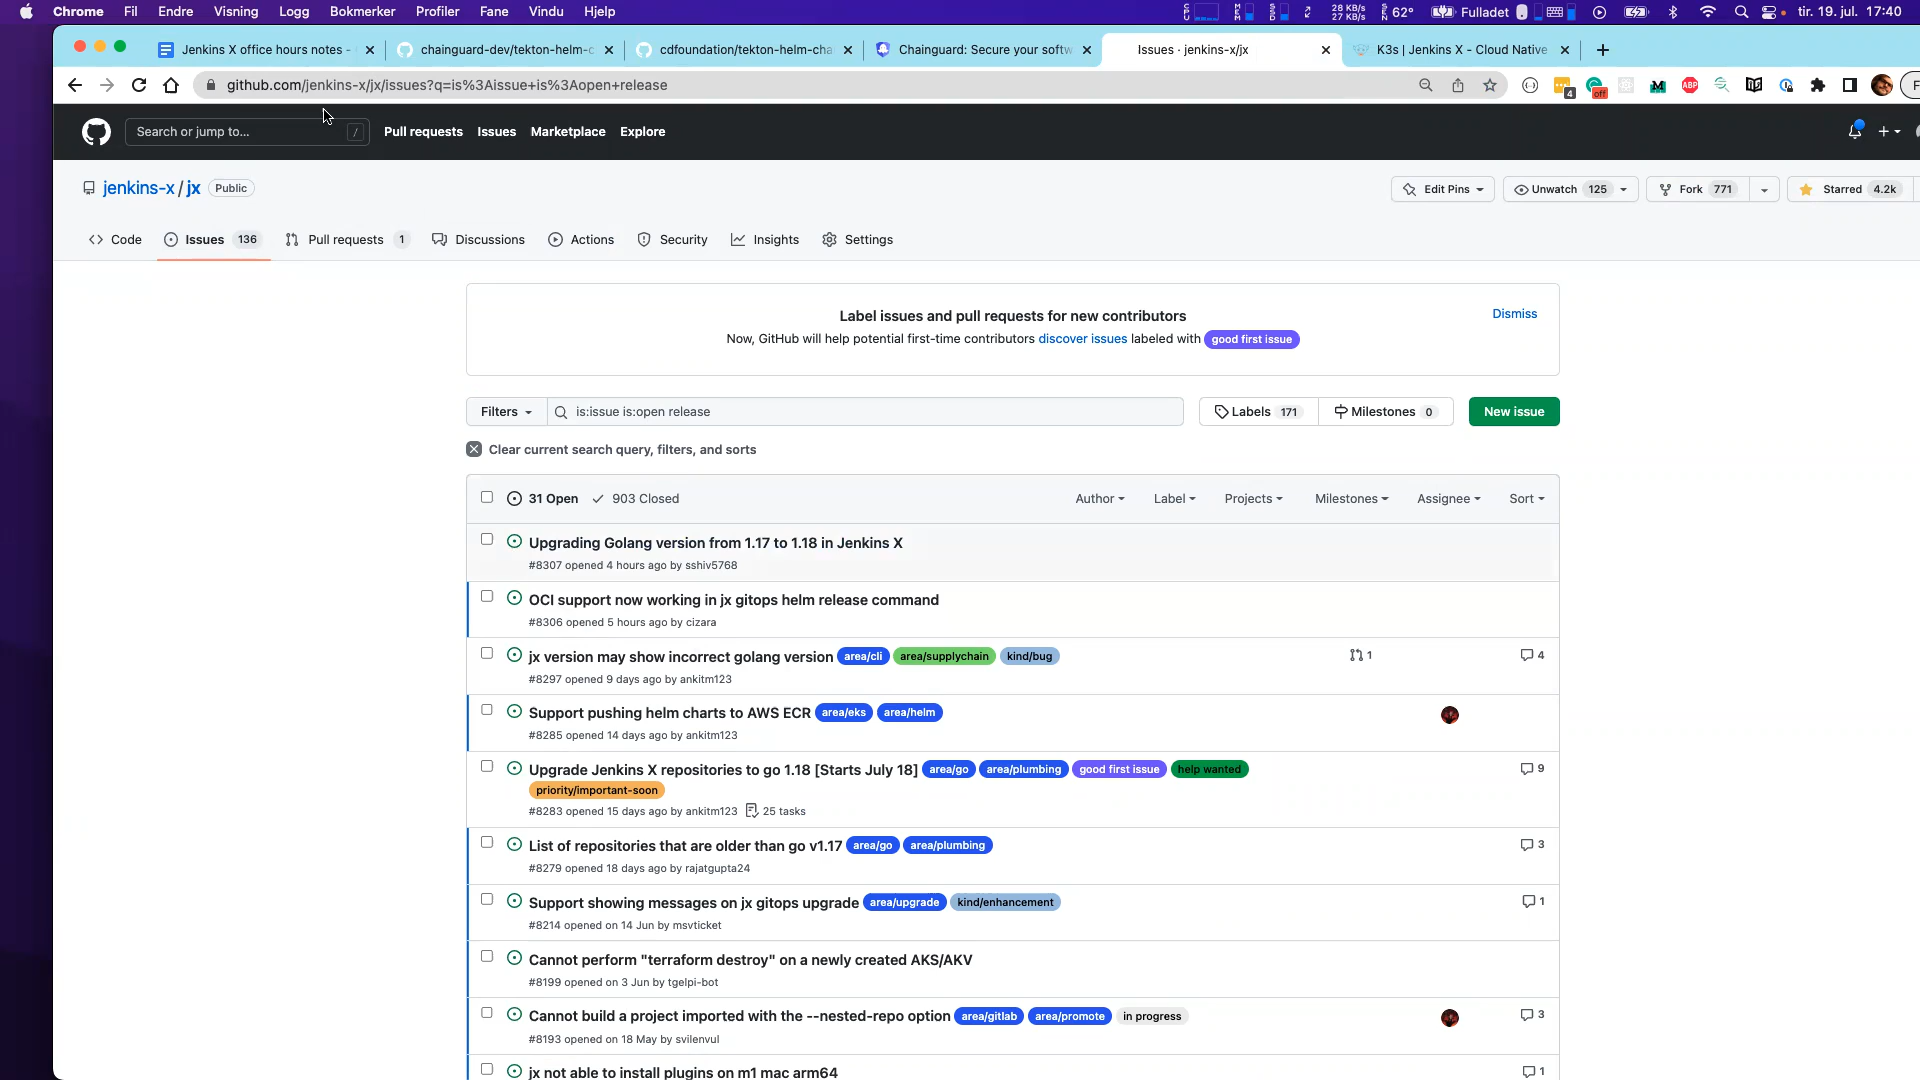 Chrome Fil Endre Visning Logg Bokmerker Profiler Fane Vindu Hjelp 28 KB/s 27 KB/s 62° Fulladet tir. 19. jul. 17:40
Jenkins X office hours notes - chainguard-dev/tekton-helm-c cdfoundation/tekton-helm-cha Chainguard: Secure your softw Issues · jenkins-x/jx K3s | Jenkins X - Cloud Native
github.com/jenkins-x/jx/issues?q=is%3Aissue+is%3Aopen+release 4 off ABP
Search or jump to... / Pull requests Issues Marketplace Explore
jenkins-x / jx Public Edit Pins Unwatch 125 Fork 771 Starred 4.2k
Code Issues 136 Pull requests 1 Discussions Actions Security Insights Settings
Label issues and pull requests for new contributors Dismiss
Now, GitHub will help potential first-time contributors discover issues labeled with good first issue
Filters is:issue is:open release Labels 171 Milestones 0 New issue
Clear current search query, filters, and sorts
31 Open 903 Closed Author Label Projects Milestones Assignee Sort
Upgrading Golang version from 1.17 to 1.18 in Jenkins X
#8307 opened 4 hours ago by sshiv5768
OCI support now working in jx gitops helm release command
#8306 opened 5 hours ago by cizara
jx version may show incorrect golang version area/cli area/supplychain kind/bug 1 4
#8297 opened 9 days ago by ankitm123
Support pushing helm charts to AWS ECR area/eks area/helm
#8285 opened 14 days ago by ankitm123
Upgrade Jenkins X repositories to go 1.18 [Starts July 18] area/go area/plumbing good first issue help wanted 9
priority/important-soon
#8283 opened 15 days ago by ankitm123 25 tasks
List of repositories that are older than go v1.17 area/go area/plumbing 3
#8279 opened 18 days ago by rajatgupta24
Support showing messages on jx gitops upgrade area/upgrade kind/enhancement 1
#8214 opened on 14 Jun by msvticket
Cannot perform "terraform destroy" on a newly created AKS/AKV
#8199 opened on 3 Jun by tgelpi-bot
Cannot build a project imported with the --nested-repo option area/gitlab area/promote in progress 3
#8193 opened on 18 May by svilenvul
jx not able to install plugins on m1 mac arm64 1